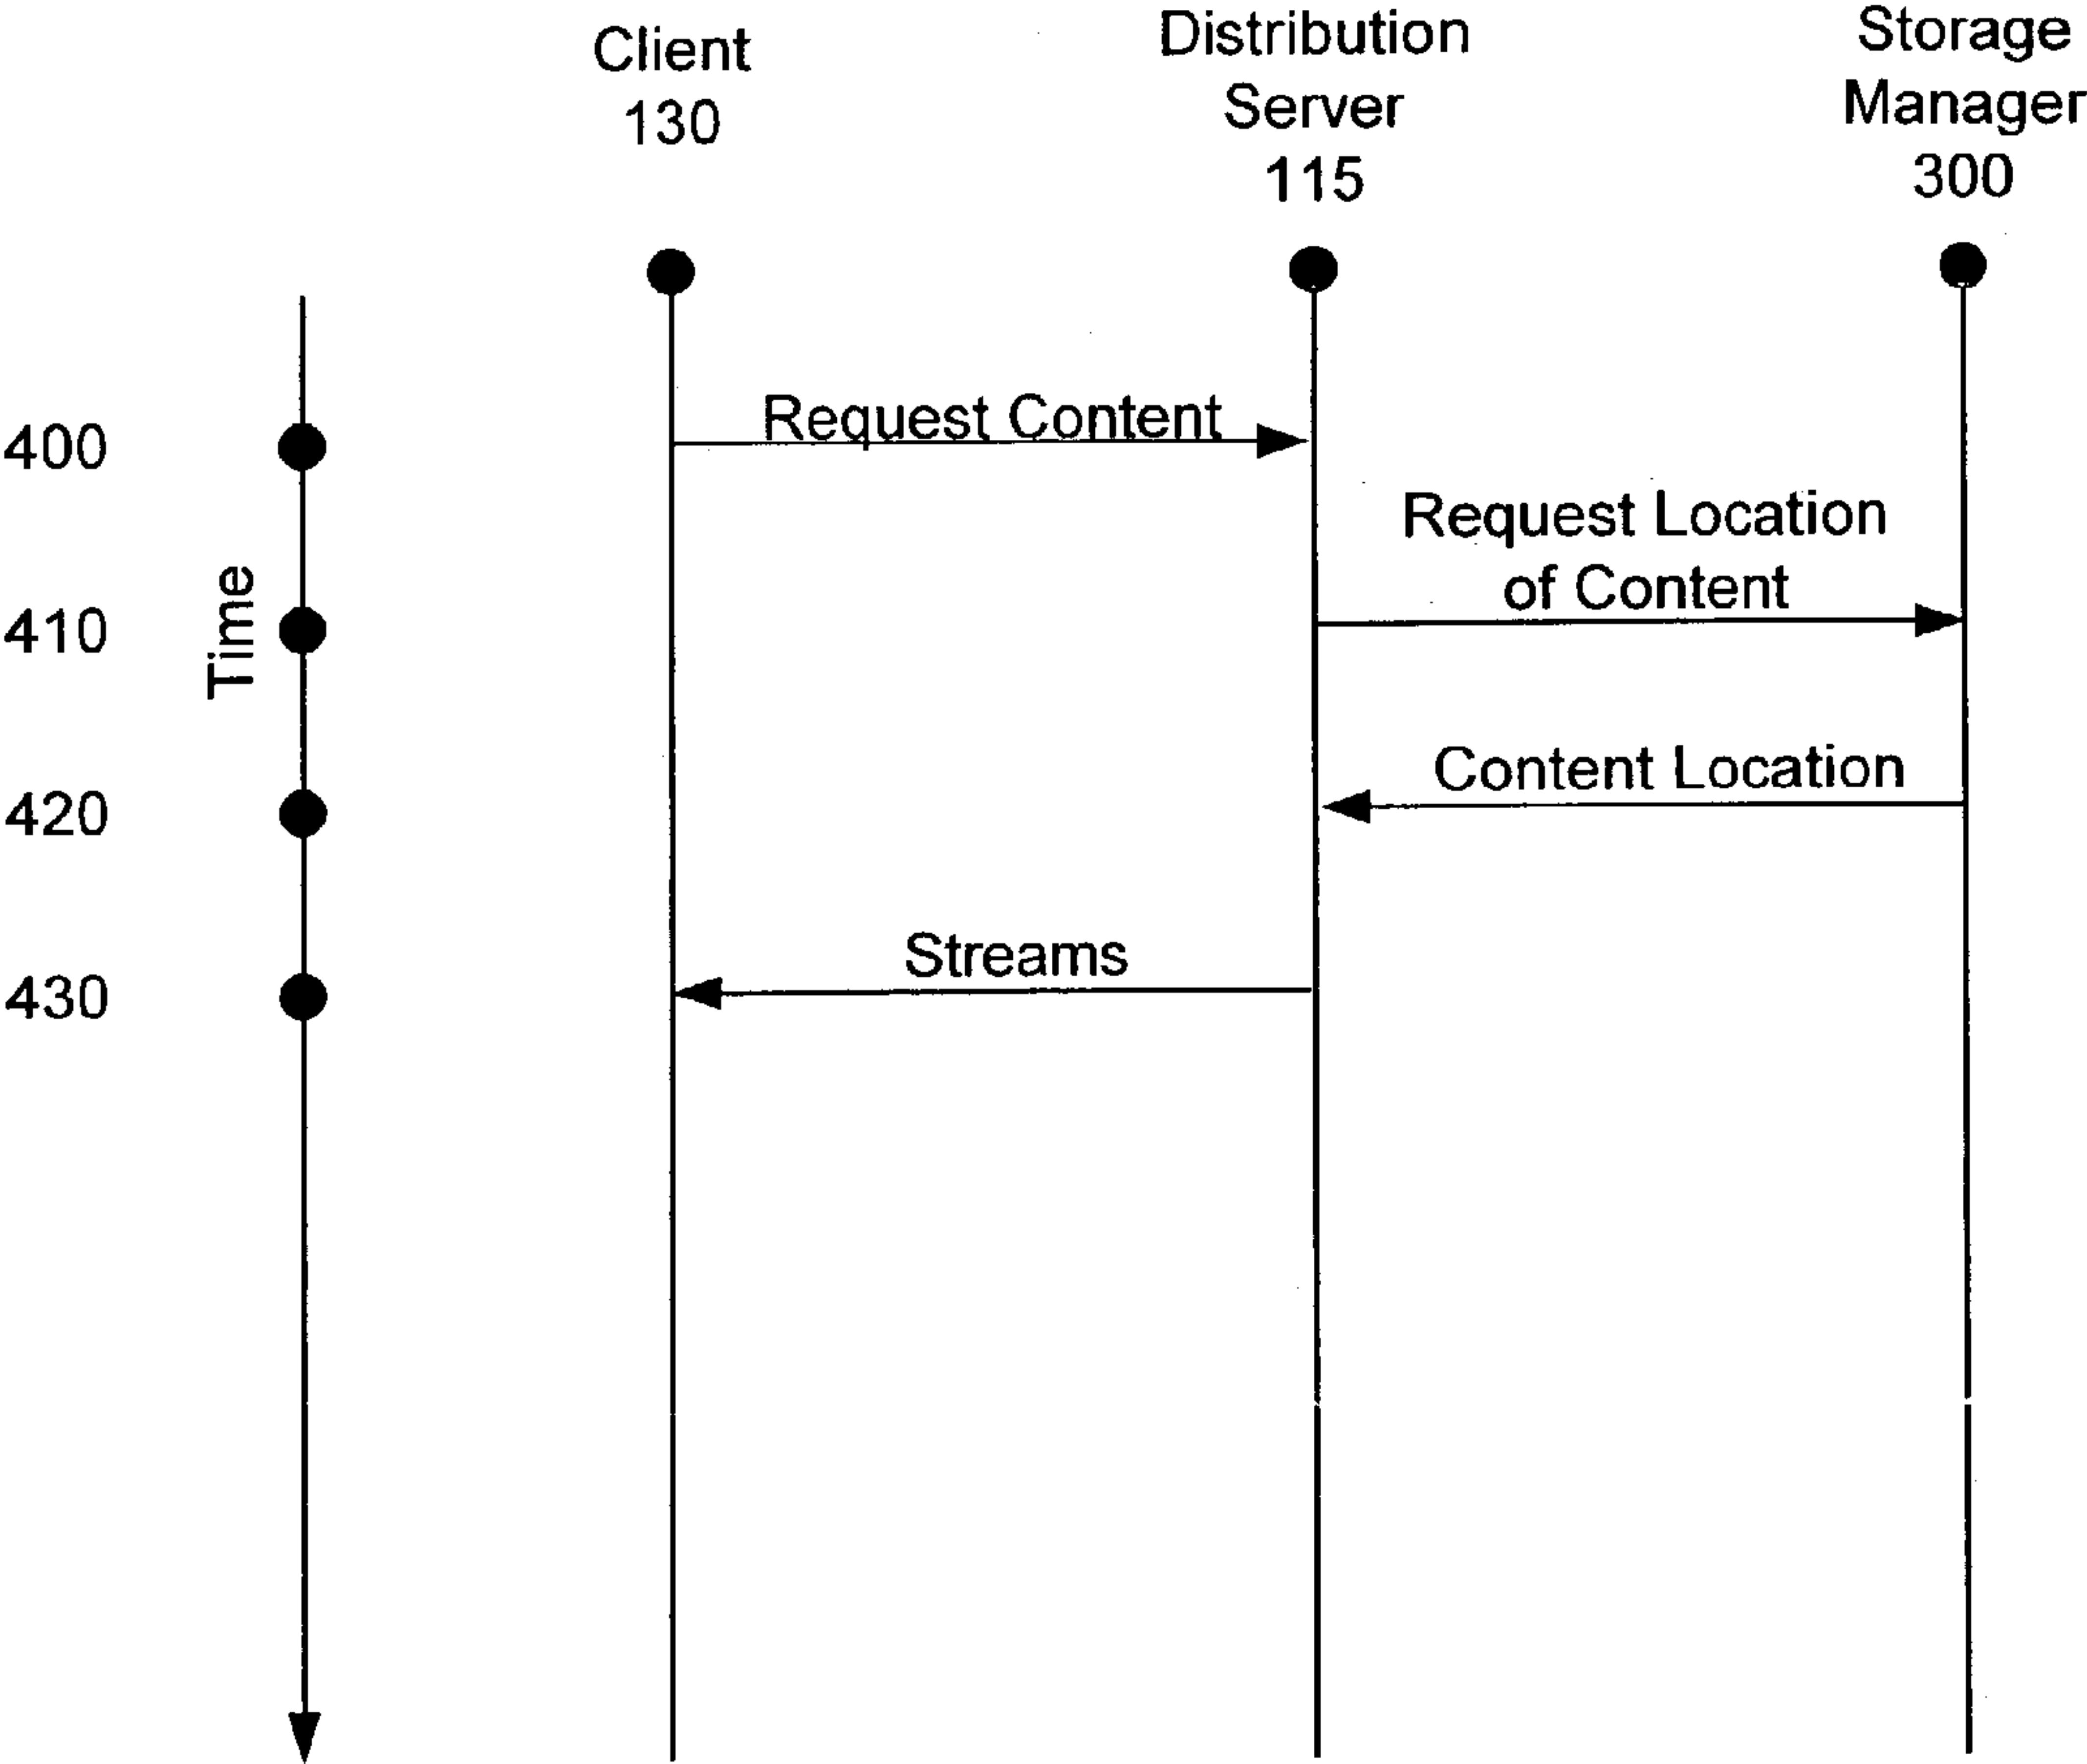 Client
130
Distribution
Server
115
Storage
Manager
300
400
Request Content
Request Location
of Content
Time
410
Content Location
420
Streams
430